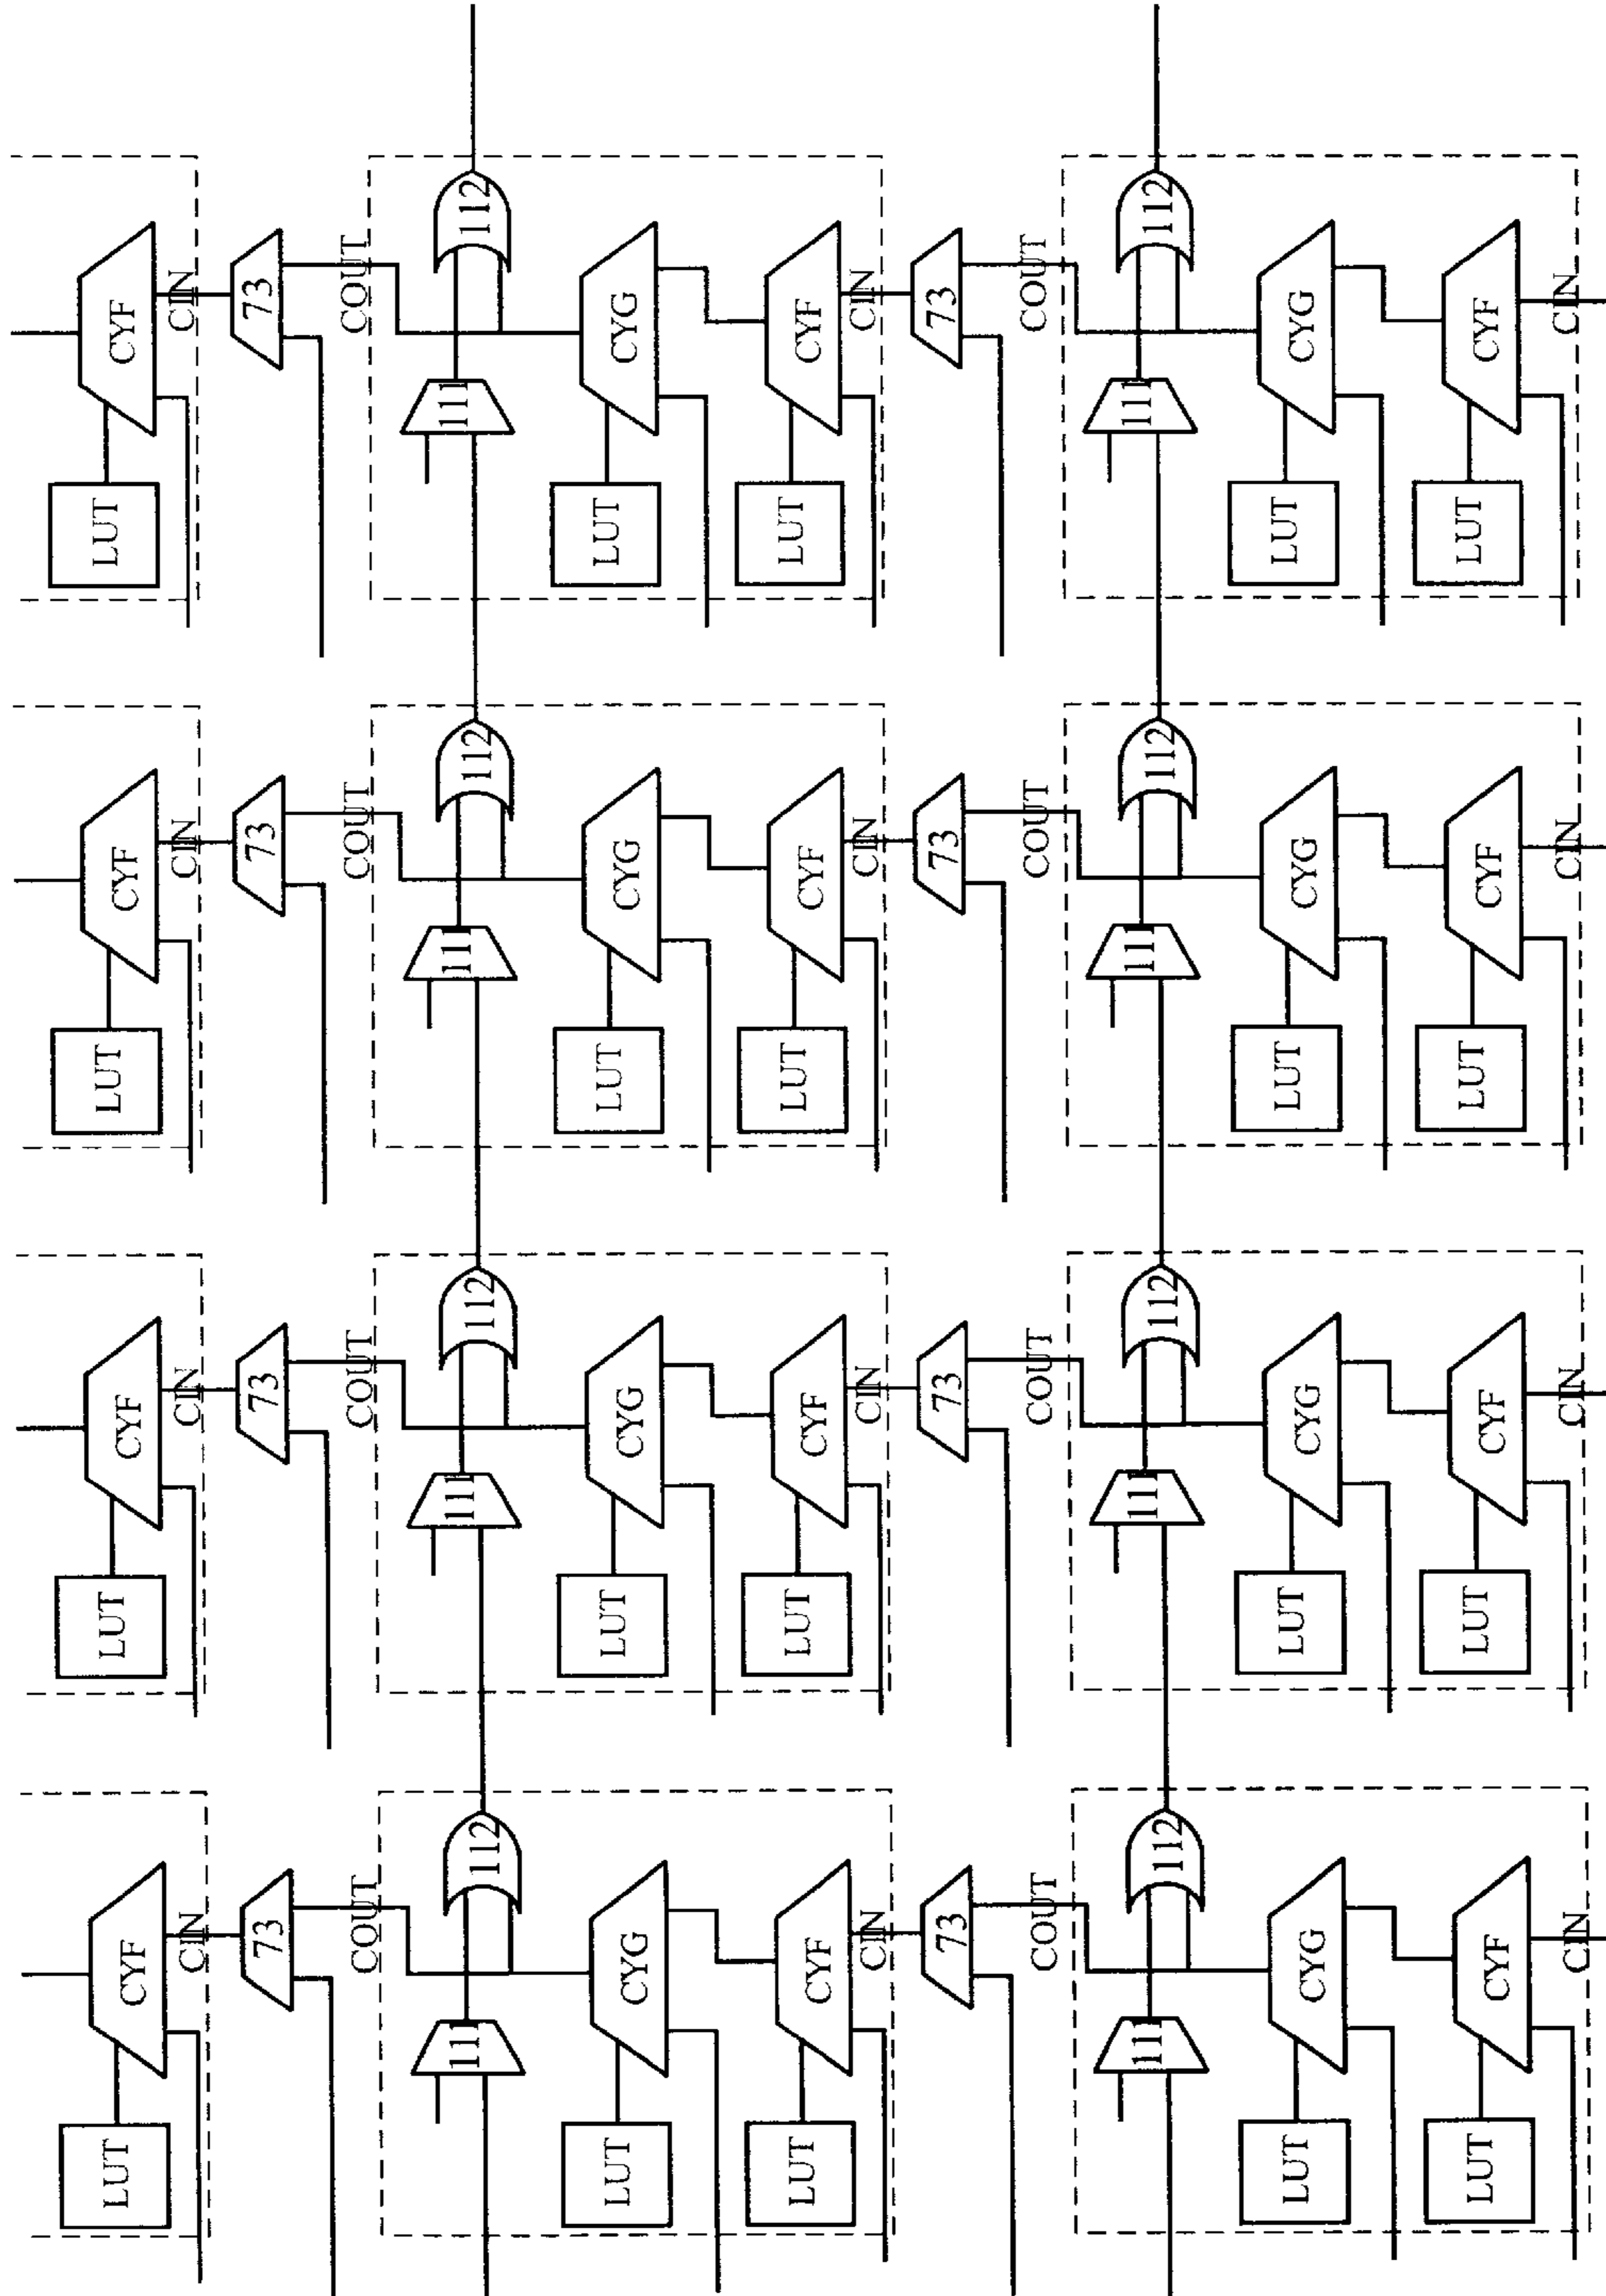 LUT CYF LUT CYF LUT CYF LUT CYF
CIN CIN CIN CIN
73 73 73 73
COUT COUT COUT COUT
111 112 111 112 111 112 111 112
LUT CYG LUT CYG LUT CYG LUT CYG
LUT CYF LUT CYF LUT CYF LUT CYF
CIN CIN CIN CIN
73 73 73 73
COUT COUT COUT COUT
111 112 111 112 111 112 111 112
LUT CYG LUT CYG LUT CYG LUT CYG
LUT CYF LUT CYF LUT CYF LUT CYF
CIN CIN CIN CIN